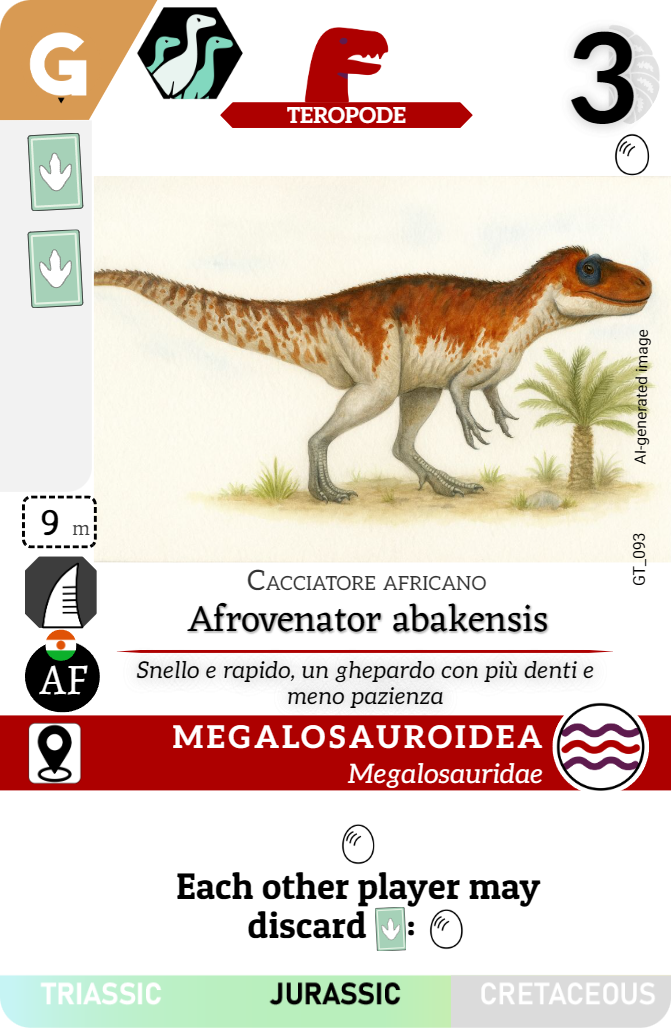 G
TEROPODE
3
AI-generated image
9 m
GT_093
Cacciatore africano
Afrovenator abakensis
AF
Snello e rapido, un ghepardo con più denti e
meno pazienza
MEGALOSAUROIDEA
Megalosauridae
Each other player may
discard :
TRIASSIC JURASSIC CRETACEOUS